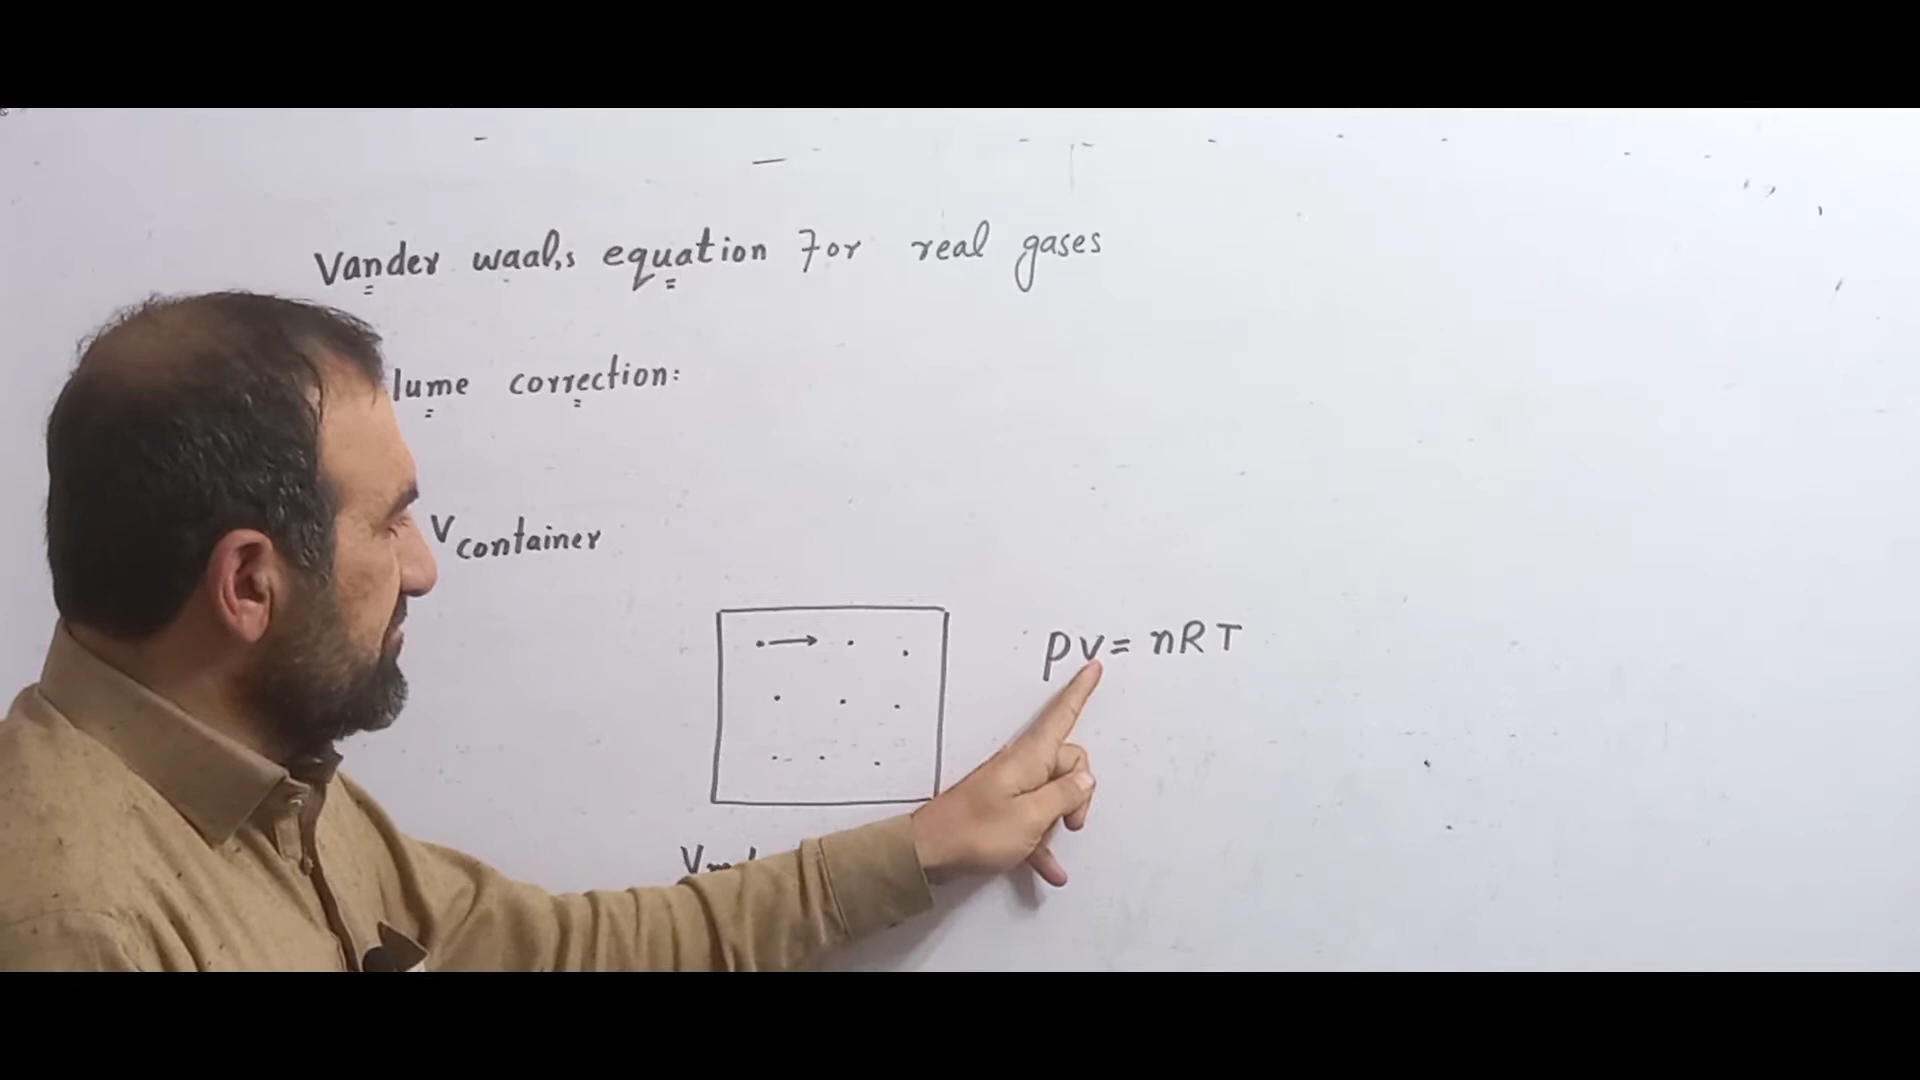 Vander waal,s equation For real gases
lume correction:
V container
PV = nRT